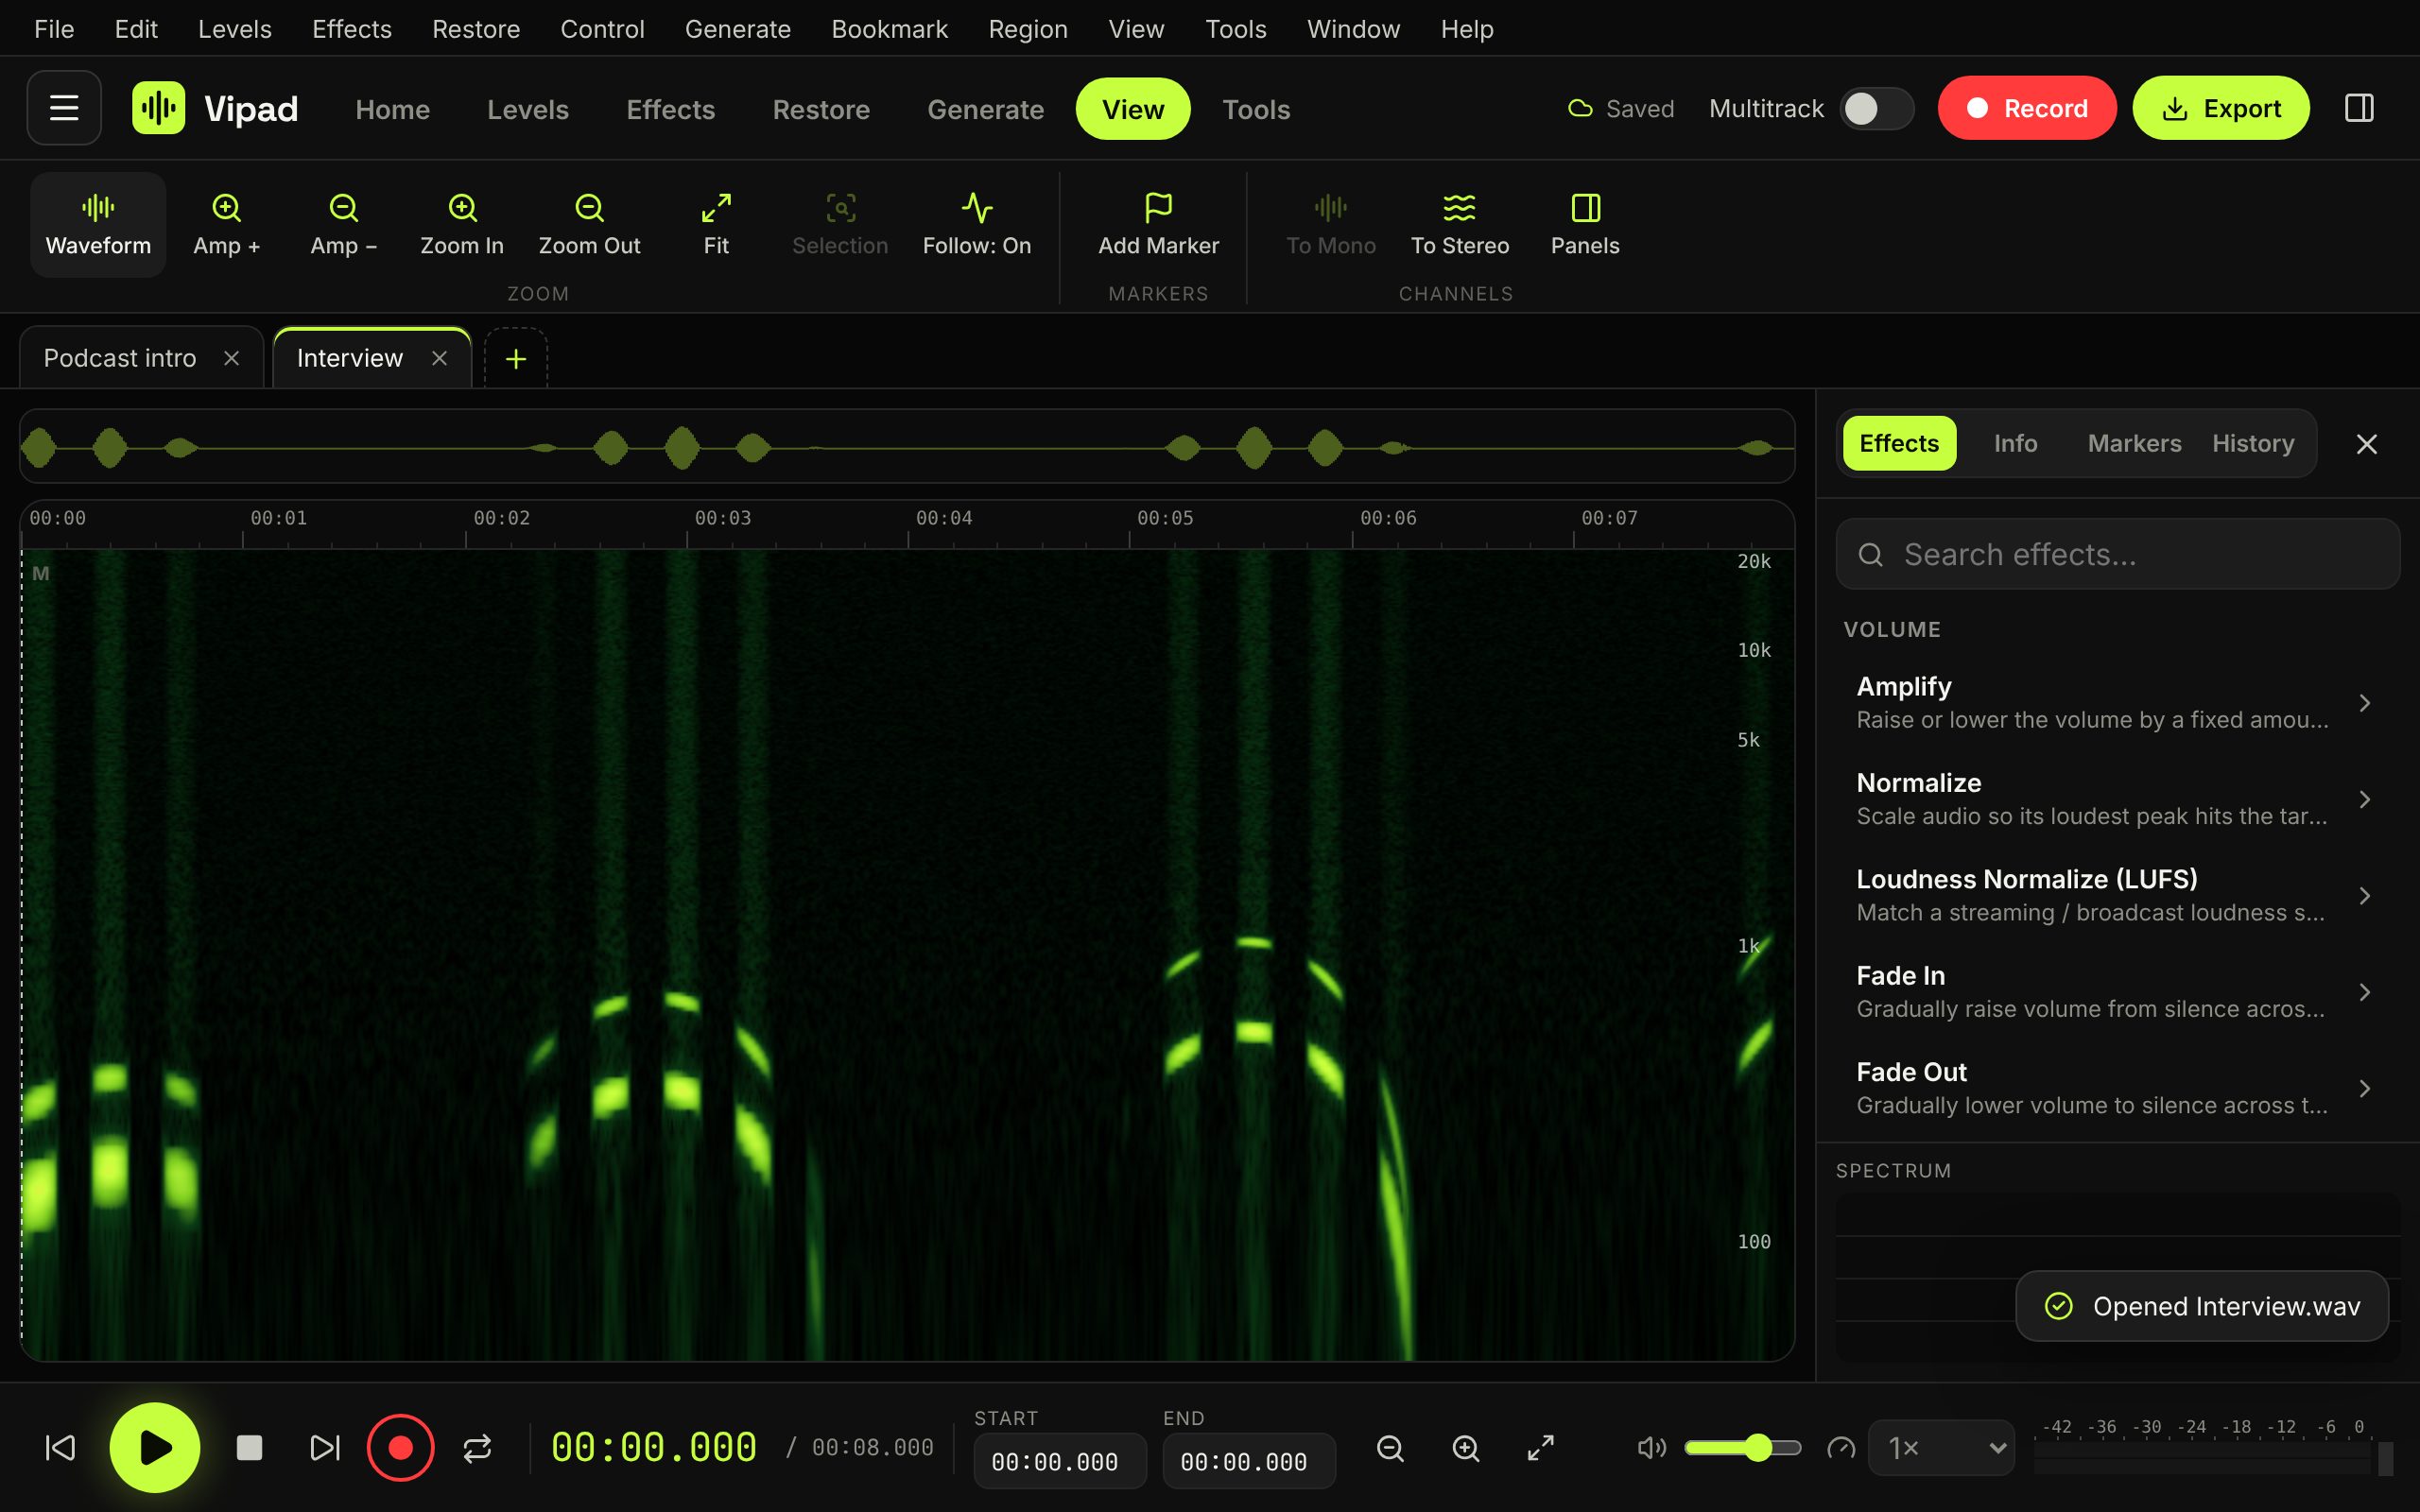 File Edit Levels Effects Restore Control Generate Bookmark Region View Tools Window Help
Vipad Home Levels Effects Restore Generate View Tools Saved Multitrack Record Export
Waveform Amp + Amp − Zoom In Zoom Out Fit Selection Follow: On Add Marker To Mono To Stereo Panels
ZOOM MARKERS CHANNELS
Podcast intro Interview
Effects Info Markers History
00:00 00:01 00:02 00:03 00:04 00:05 00:06 00:07
M
20k
10k
5k
1k
100
Search effects...
VOLUME
Amplify
Raise or lower the volume by a fixed amou...
Normalize
Scale audio so its loudest peak hits the tar...
Loudness Normalize (LUFS)
Match a streaming / broadcast loudness s...
Fade In
Gradually raise volume from silence acros...
Fade Out
Gradually lower volume to silence across t...
SPECTRUM
Opened Interview.wav
START END
00:00.000 / 00:08.000 00:00.000 00:00.000 1×
-42 -36 -30 -24 -18 -12 -6 0